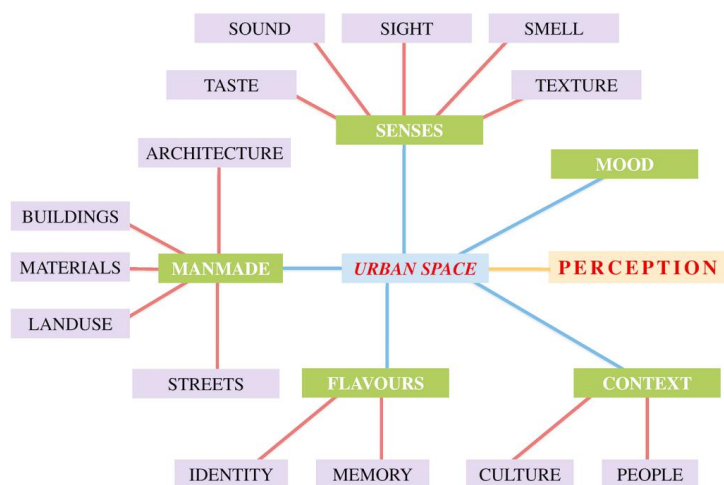 SOUND
SIGHT
SMELL
TASTE
TEXTURE
SENSES
ARCHITECTURE
MOOD
BUILDINGS
MATERIALS
MANMADE
URBAN SPACE
PERCEPTION
LANDUSE
STREETS
FLAVOURS
CONTEXT
IDENTITY
MEMORY
CULTURE
PEOPLE